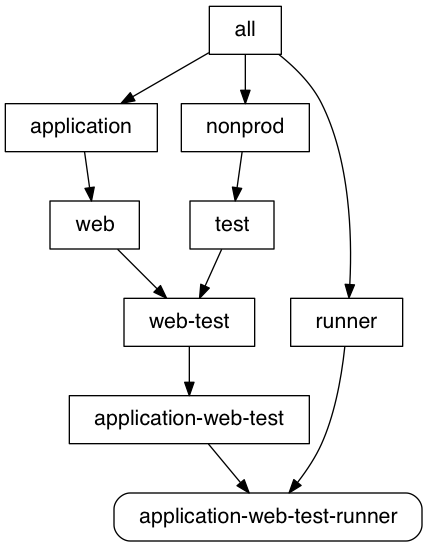 all
application
nonprod
web
test
web-test
runner
application-web-test
application-web-test-runner